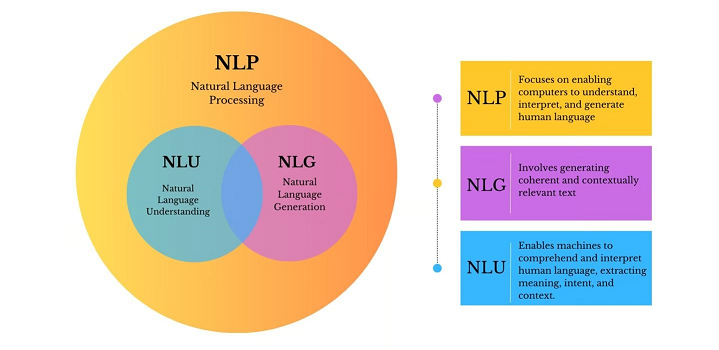 NLP
Natural Language
Processing
NLU
Natural
Language
Understanding
NLG
Natural
Language
Generation
NLP
Focuses on enabling
computers to understand,
interpret, and generate
human language
NLG
Involves generating
coherent and contextually
relevant text
NLU
Enables machines to
comprehend and interpret
human language, extracting
meaning, intent, and
context.